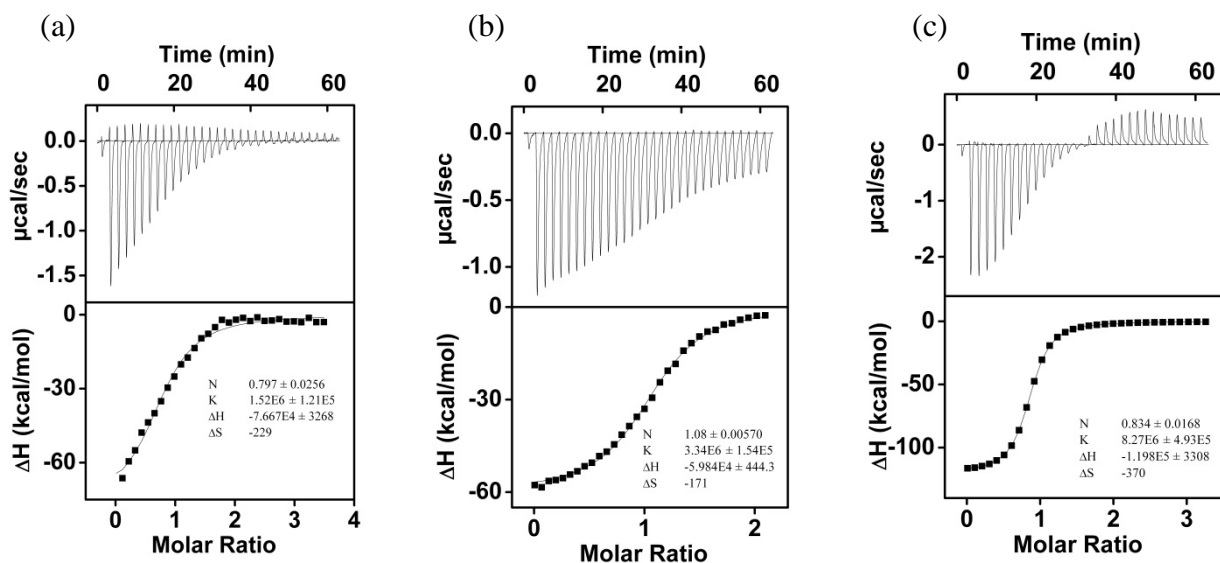 (a)
Time (min)
0 20 40 60
0.0
-0.5
-1.0
-1.5
µcal/sec
0
-30
-60
ΔH (kcal/mol)
N 0.797 ± 0.0256
K 1.52E6 ± 1.21E5
ΔH -7.667E4 ± 3268
ΔS -229
0 1 2 3 4
Molar Ratio
(b)
Time (min)
0 20 40 60
0.0
-0.5
-1.0
µcal/sec
0
-30
-60
ΔH (kcal/mol)
N 1.08 ± 0.00570
K 3.34E6 ± 1.54E5
ΔH -5.984E4 ± 444.3
ΔS -171
0 1 2
Molar Ratio
(c)
Time (min)
0 20 40 60
0
-1
-2
µcal/sec
0
-50
-100
ΔH (kcal/mol)
N 0.834 ± 0.0168
K 8.27E6 ± 4.93E5
ΔH -1.198E5 ± 3308
ΔS -370
0 1 2 3
Molar Ratio